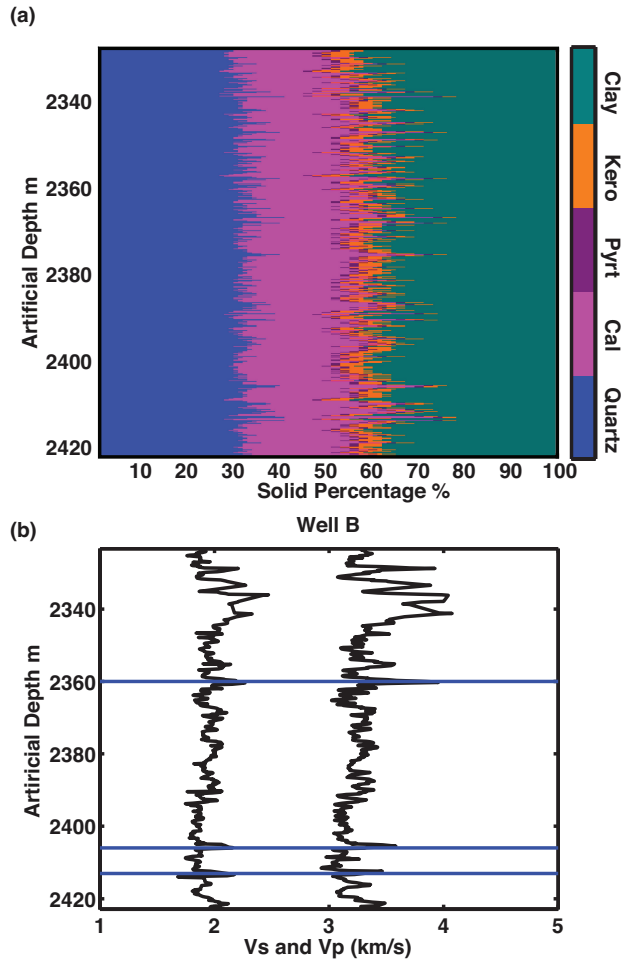 (a)
2340
2360
2380
2400
2420
Artificial Depth m
10 20 30 40 50 60 70 80 90 100
Solid Percentage %
Clay
Kero
Pyrt
Cal
Quartz
Well B
(b)
2340
2360
2380
2400
2420
Artiricial Depth m
1 2 3 4 5
Vs and Vp (km/s)